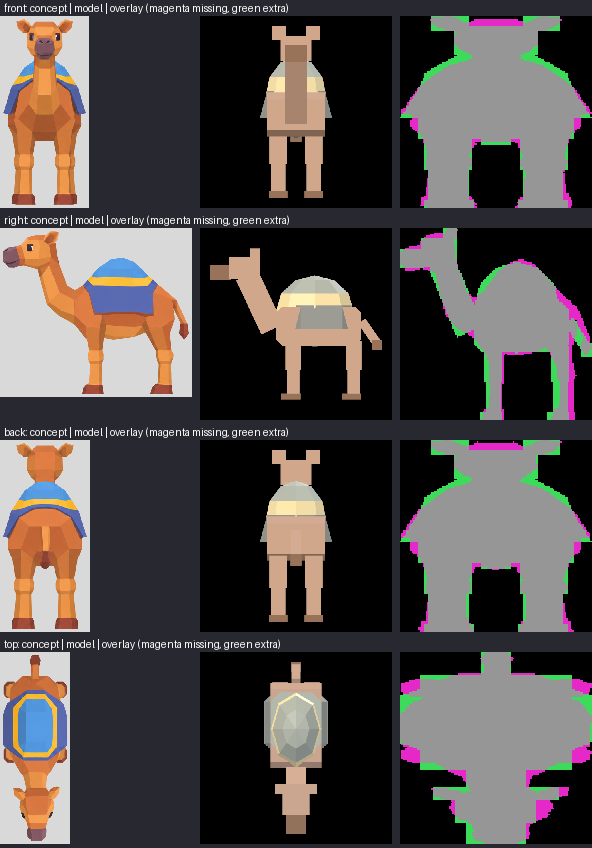 front: concept | model | overlay (magenta missing, green extra)
right: concept | model | overlay (magenta missing, green extra)
back: concept | model | overlay (magenta missing, green extra)
top: concept | model | overlay (magenta missing, green extra)